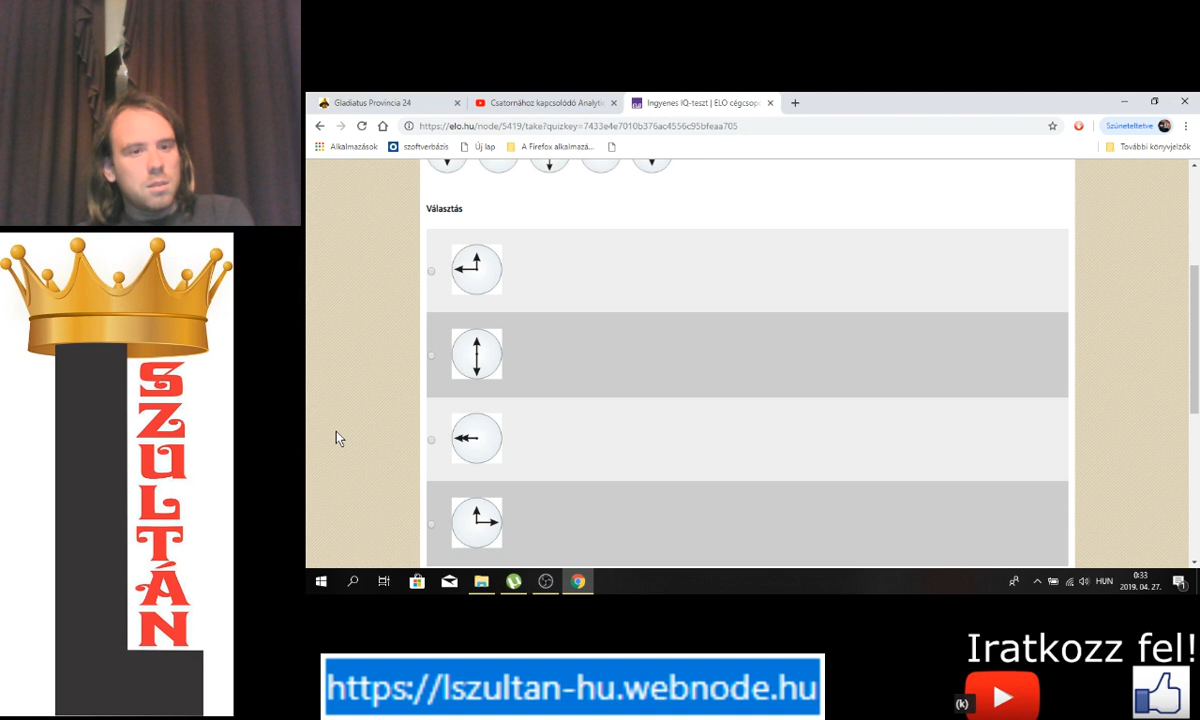 Gladiatus Provincia 24
Csatornához kapcsolódó Analyti
Ingyenes IQ-teszt | ELO cégcsopo
https://elo.hu/node/5419/take?quizkey=7433e4e7010b376ac4556c95bfeaa705
Szüneteltetve
Alkalmazások
szoftverbázis
Új lap
A Firefox alkalmazá...
További könyvjelzők
Választás
SZULTÁN
HUN
0:33
2019. 04. 27.
https://lszultan-hu.webnode.hu
Iratkozz fel!
(k)